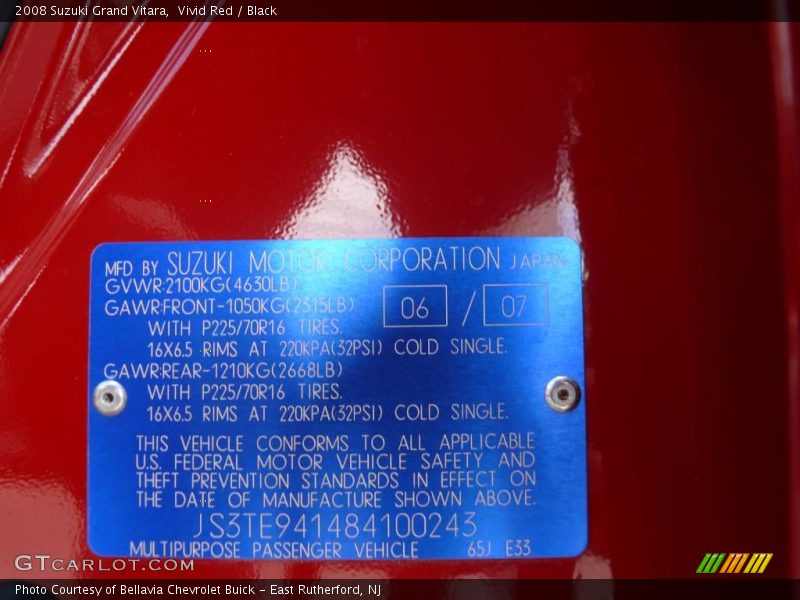 2008 Suzuki Grand Vitara, Vivid Red / Black
MFD BY SUZUKI MOTOR CORPORATION JAPAN
GVWR:2100KG(4630LB)
GAWR:FRONT-1050KG(2315LB) 06 / 07
WITH P225/70R16 TIRES.
16X6.5 RIMS AT 220KPA(32PSI) COLD SINGLE.
GAWR:REAR-1210KG(2668LB)
WITH P225/70R16 TIRES.
16X6.5 RIMS AT 220KPA(32PSI) COLD SINGLE.
THIS VEHICLE CONFORMS TO ALL APPLICABLE
U.S. FEDERAL MOTOR VEHICLE SAFETY AND
THEFT PREVENTION STANDARDS IN EFFECT ON
THE DATE OF MANUFACTURE SHOWN ABOVE.
JS3TE941484100243
MULTIPURPOSE PASSENGER VEHICLE 65J E33
GTCARLOT.COM
Photo Courtesy of Bellavia Chevrolet Buick - East Rutherford, NJ